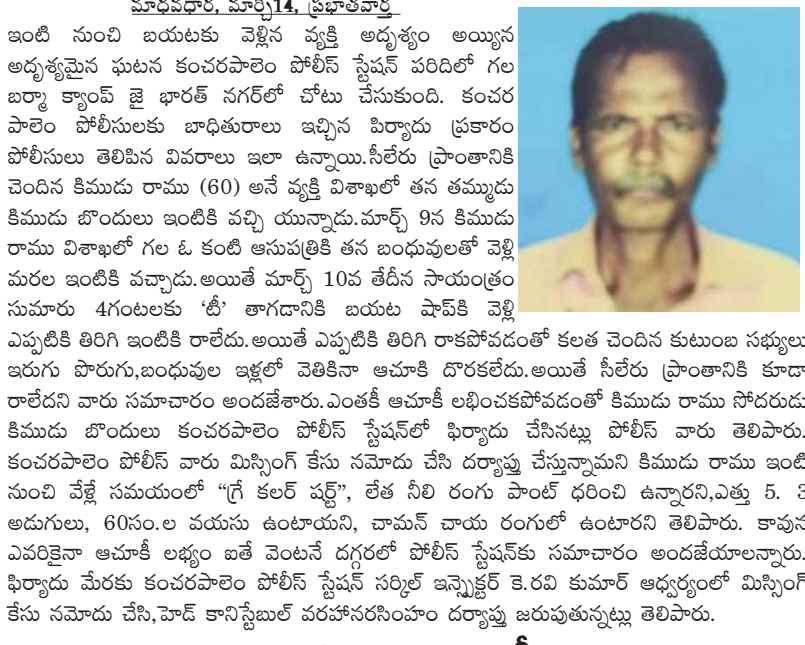 మాధవధార, మార్చి14, ప్రభాతవార్త
ఇంటి నుంచి బయటకు వెళ్లిన వ్యక్తి అదృశ్యం అయ్యిన
అదృశ్యమైన ఘటన కంచరపాలెం పోలీస్ స్టేషన్ పరిదిలో గల
బర్మా క్యాంప్ జై భారత్ నగర్‌లో చోటు చేసుకుంది. కంచర
పాలెం పోలీసులకు బాధితురాలు ఇచ్చిన పిర్యాదు ప్రకారం
పోలీసులు తెలిపిన వివరాలు ఇలా ఉన్నాయి.సీలేరు ప్రాంతానికి
చెందిన కిముడు రాము (60) అనే వ్యక్తి విశాఖలో తన తమ్ముడు
కిముడు బొందులు ఇంటికి వచ్చి యున్నాడు.మార్చ్ 9న కిముడు
రాము విశాఖలో గల ఓ కంటి ఆసుపత్రికి తన బంధువులతో వెళ్లి
మరల ఇంటికి వచ్చాడు.అయితే మార్చ్ 10వ తేదీన సాయంత్రం
సుమారు 4గంటలకు ‘టీ’ తాగడానికి బయట షాప్‌కి వెళ్లి
ఎప్పటికి తిరిగి ఇంటికి రాలేదు.అయితే ఎప్పటికి తిరిగి రాకపోవడంతో కలత చెందిన కుటుంబ సభ్యులు
ఇరుగు పొరుగు,బంధువుల ఇళ్లలో వెతికినా ఆచూకి దొరకలేదు.అయితే సీలేరు ప్రాంతానికి కూడా
రాలేదని వారు సమాచారం అందజేశారు.ఎంతకీ ఆచూకీ లభించకపోవడంతో కిముడు రాము సోదరుడు
కిముడు బొందులు కంచరపాలెం పోలీస్ స్టేషన్‌లో ఫిర్యాదు చేసినట్లు పోలీస్ వారు తెలిపారు.
కంచరపాలెం పోలీస్ వారు మిస్సింగ్ కేసు నమోదు చేసి దర్యాప్తు చేస్తున్నామని కిముడు రాము ఇంటి
నుంచి వేళ్లే సమయంలో “గ్రే కలర్ షర్ట్”, లేత నీలి రంగు పాంట్ ధరించి ఉన్నారని,ఎత్తు 5. 3
అడుగులు, 60సం.ల వయసు ఉంటాయని, చామన్ చాయ రంగులో ఉంటారని తెలిపారు. కావున
ఎవరికైనా ఆచూకీ లభ్యం ఐతే వెంటనే దగ్గరలో పోలీస్ స్టేషన్‌కు సమాచారం అందజేయాలన్నారు.
ఫిర్యాదు మేరకు కంచరపాలెం పోలీస్ స్టేషన్ సర్కిల్ ఇన్స్పెక్టర్ కె.రవి కుమార్ ఆధ్వర్యంలో మిస్సింగ్
కేసు నమోదు చేసి,హెడ్ కానిస్టేబుల్ వరహానరసింహం దర్యాప్తు జరుపుతున్నట్లు తెలిపారు.